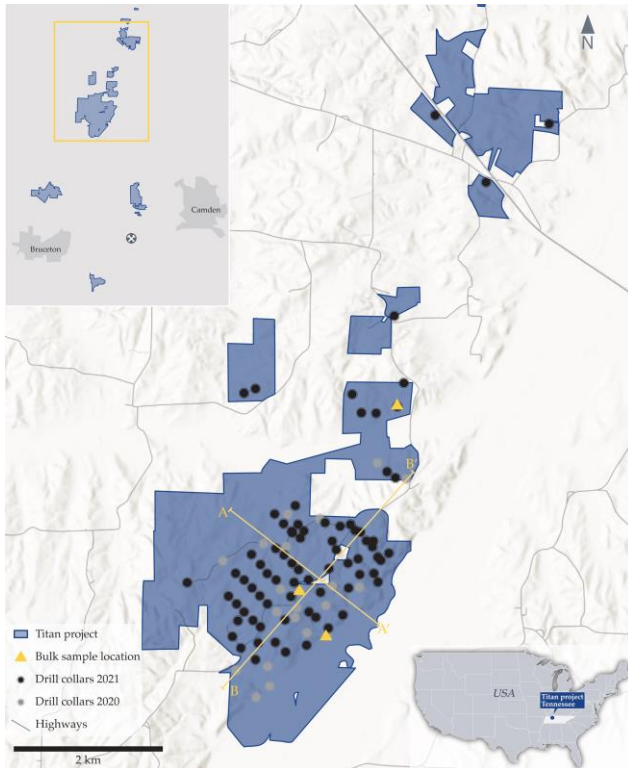 N
Camden
Bruceton
B'
A
A'
B
Titan project
Bulk sample location
Drill collars 2021
Drill collars 2020
Highways
2 km
USA
Titan project
Tennessee